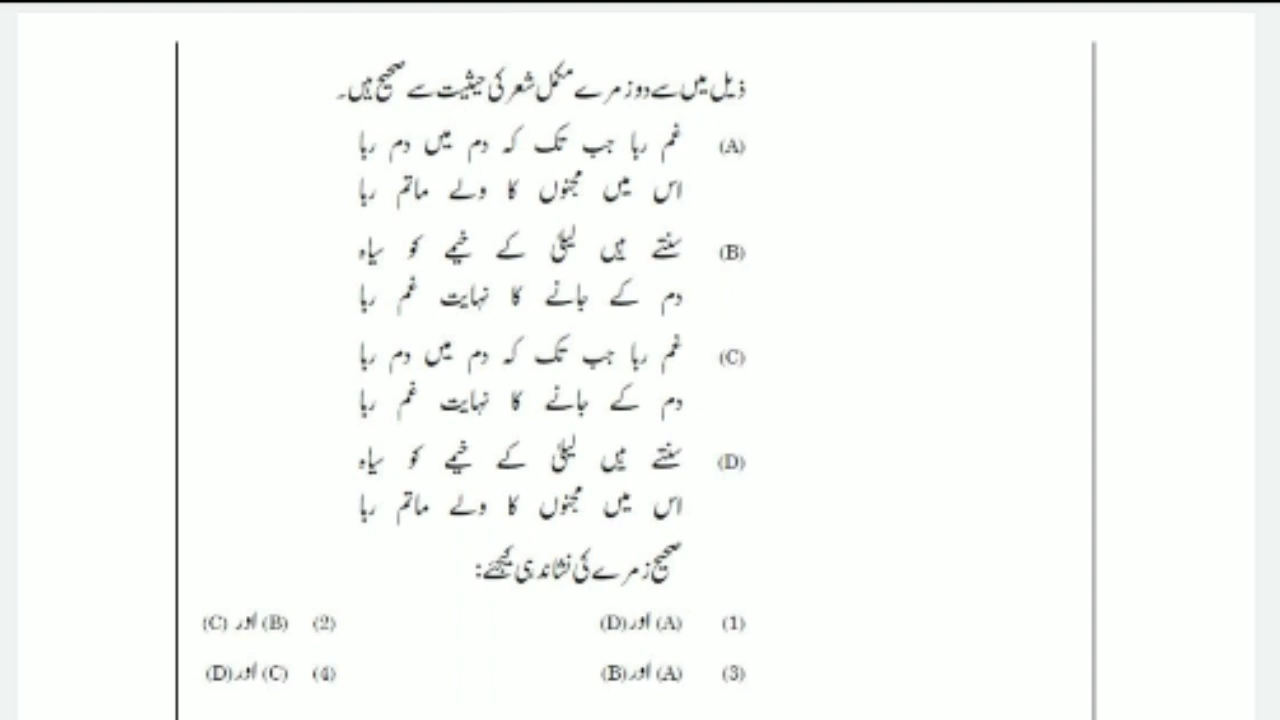 ذیل میں سے دو زمرے مکمل شعر کی حیثیت سے صحیح ہیں۔
(A) غم رہا جب تک کہ دم میں دم رہا
اس میں مجنوں کا ولے ماتم رہا
(B) سنتے ہیں لیلیٰ کے خیمے کو سیاہ
دم کے جانے کا نہایت غم رہا
(C) غم رہا جب تک کہ دم میں دم رہا
دم کے جانے کا نہایت غم رہا
(D) سنتے ہیں لیلیٰ کے خیمے کو سیاہ
اس میں مجنوں کا ولے ماتم رہا
صحیح زمرے کی نشاندہی کیجئے:
(1) (A) اور (D) (2) (B) اور (C)
(3) (A) اور (B) (4) (C) اور (D)